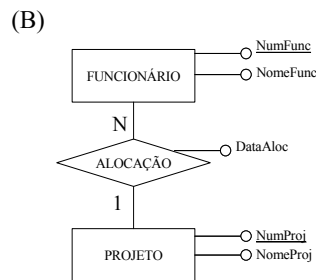 (B)
NumFunc
FUNCIONÁRIO
NomeFunc
N
DataAloc
ALOCAÇÃO
1
NumProj
PROJETO
NomeProj